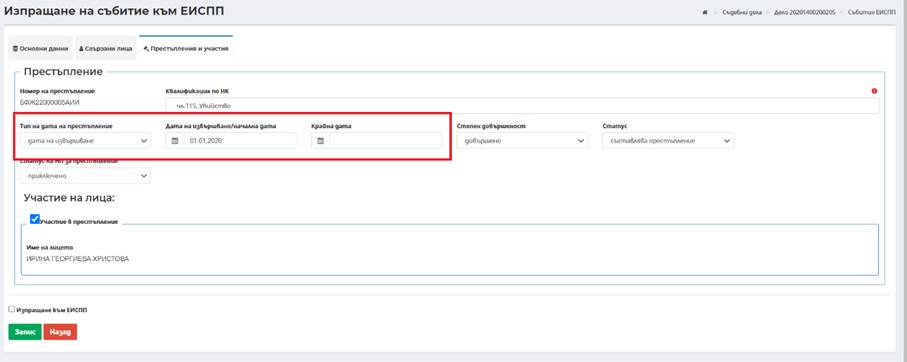 Изпращане на събитие към ЕИСПП
Съдебни дела > Дело 20201400200205 > Събития ЕИСПП
Основни данни Свързани лица Престъпления и участия
Престъпление
Номер на престъпление Квалификация по НК
БФЖ22000005АИИ чл.115, Убийство
Тип на дата на престъпление Дата на извършване/начална дата Крайна дата Степен довършеност Статус
дата на извършване 01.01.2020 довършено съставлява престъпление
Статус на НП за престъпление
приключено
Участие на лица:
Участие в престъпление
Име на лицето
ИРИНА ГЕОРГИЕВА ХРИСТОВА
Изпращане към ЕИСПП
Запис Назад